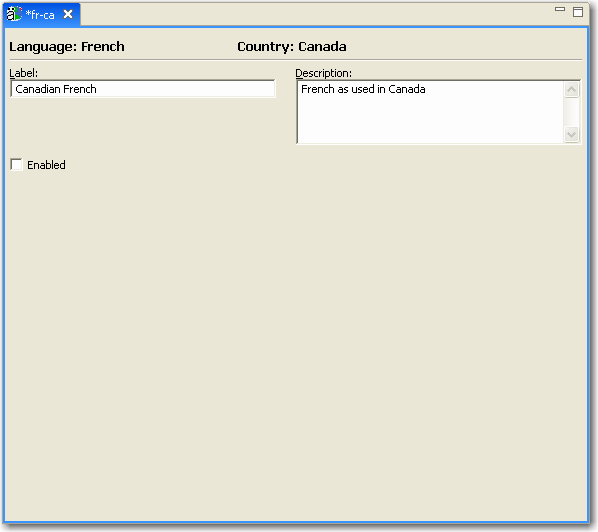 *fr-ca
Language: French Country: Canada
Label: Description:
Canadian French French as used in Canada
Enabled